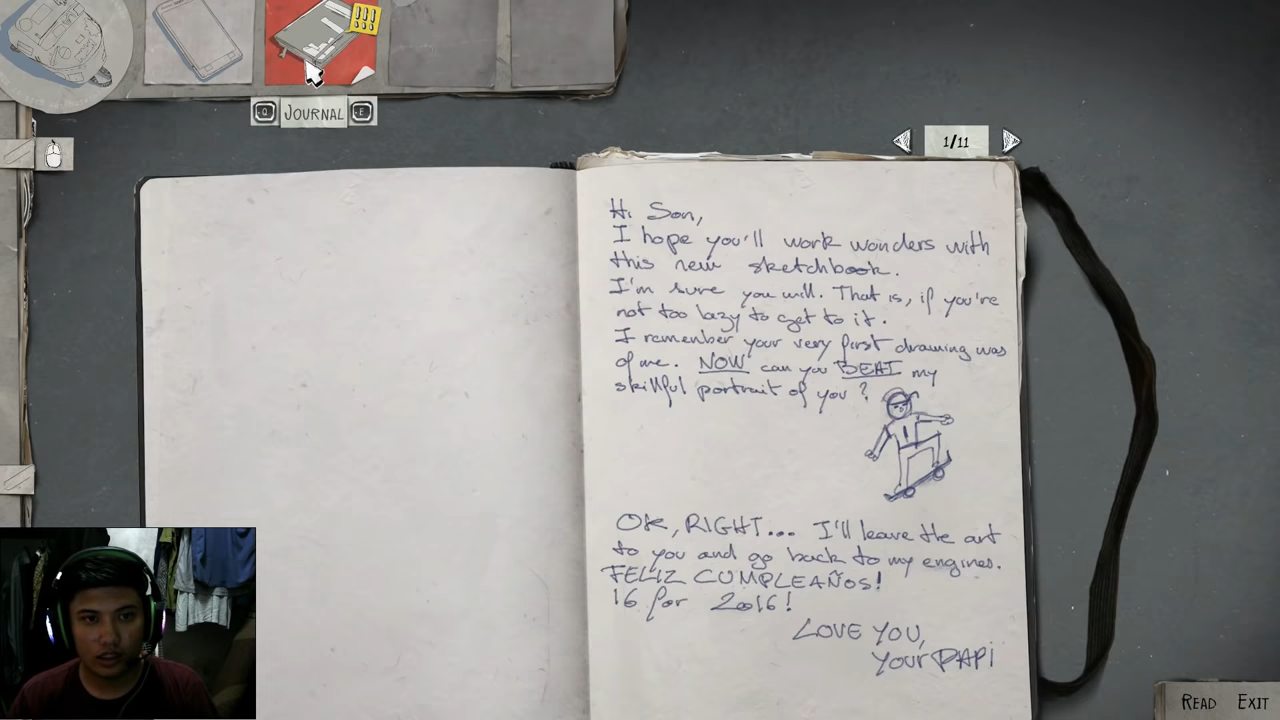 Q
JOURNAL
E
1/11
Hi Son,
I hope you'll work wonders with
this new sketchbook.
I'm sure you will. That is, if you're
not too lazy to get to it.
I remember your very first drawing was
of me. NOW can you BEAT my
skillful portrait of you?
OK, RIGHT... I'll leave the art
to you and go back to my engines.
FELIZ CUMPLEAÑOS!
16 for 2016!
LOVE YOU,
Your PAPI
READ EXIT